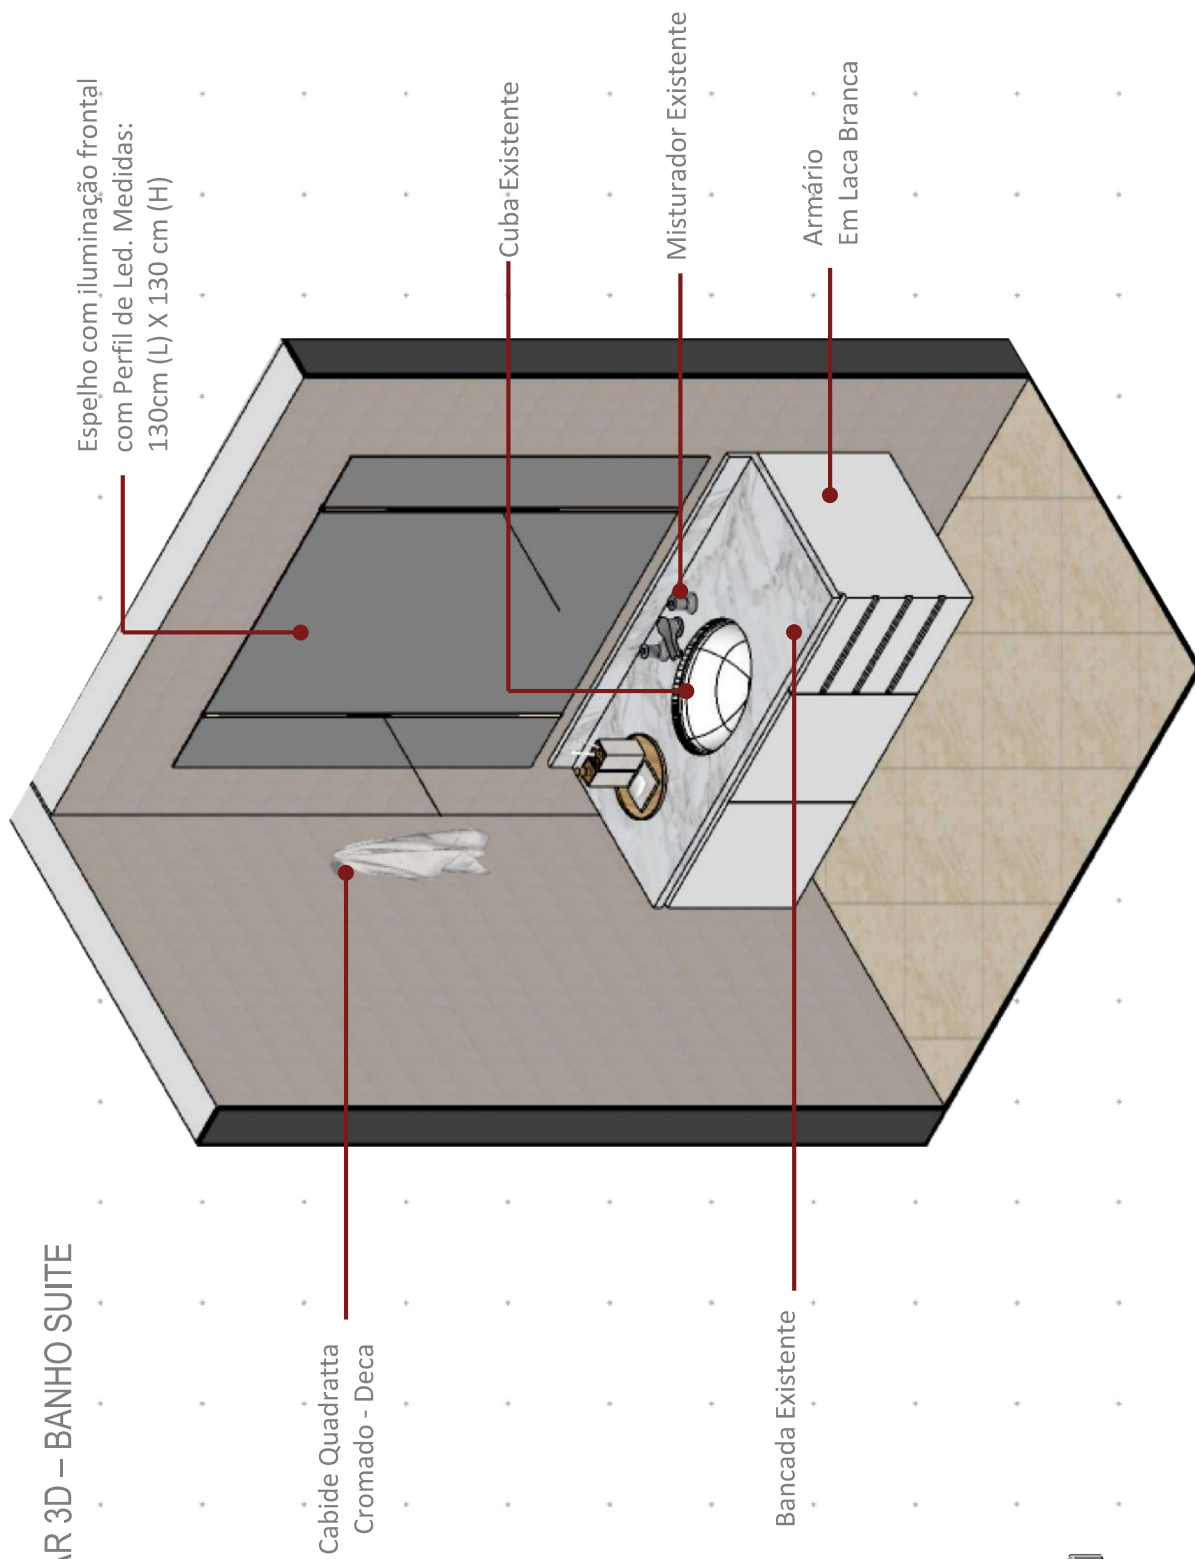 AR 3D – BANHO SUITE
Espelho com iluminação frontal
com Perfil de Led. Medidas:
130cm (L) X 130 cm (H)
Cabide Quadratta
Cromado - Deca
Cuba Existente
Misturador Existente
Armário
Em Laca Branca
Bancada Existente